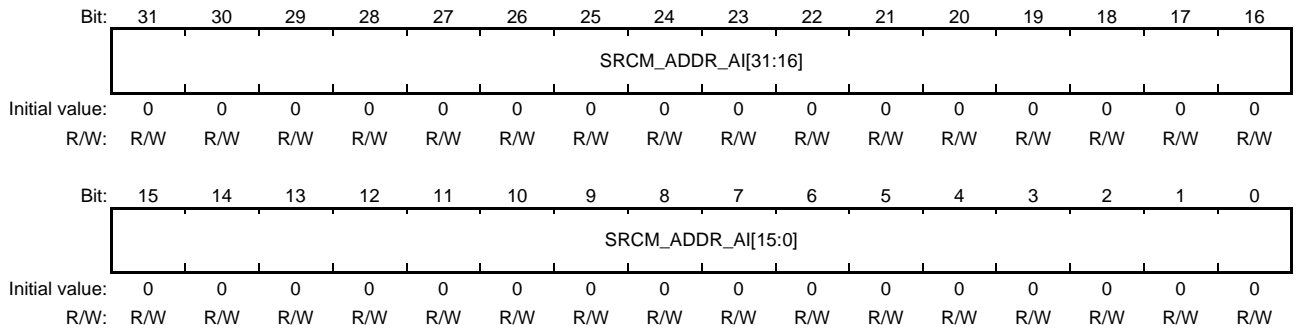 Bit: 31 30 29 28 27 26 25 24 23 22 21 20 19 18 17 16
SRCM_ADDR_AI[31:16]
Initial value: 0 0 0 0 0 0 0 0 0 0 0 0 0 0 0 0
R/W: R/W R/W R/W R/W R/W R/W R/W R/W R/W R/W R/W R/W R/W R/W R/W R/W
Bit: 15 14 13 12 11 10 9 8 7 6 5 4 3 2 1 0
SRCM_ADDR_AI[15:0]
Initial value: 0 0 0 0 0 0 0 0 0 0 0 0 0 0 0 0
R/W: R/W R/W R/W R/W R/W R/W R/W R/W R/W R/W R/W R/W R/W R/W R/W R/W